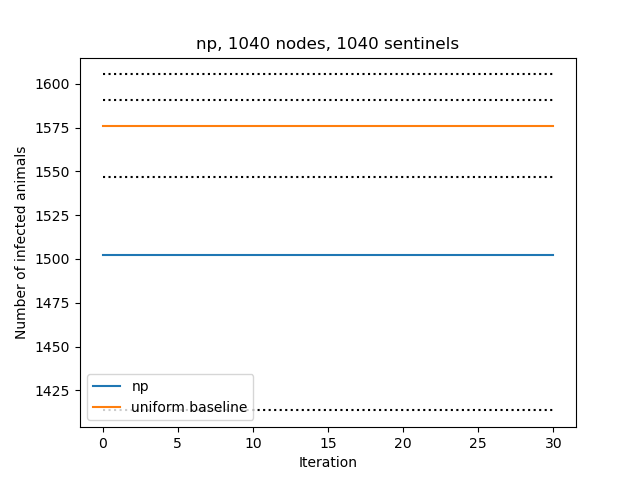 np, 1040 nodes, 1040 sentinels
1600
1575
1550
1525
1500
1475
1450
1425
Number of infected animals
np
uniform baseline
0 5 10 15 20 25 30
Iteration